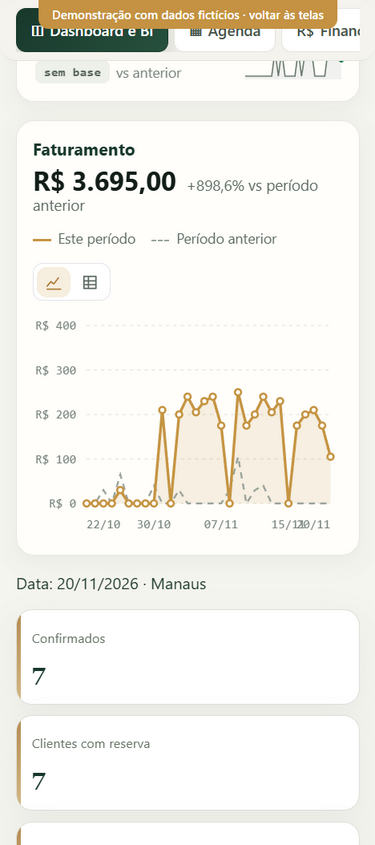 Demonstração com dados fictícios · voltar às telas
Dashboard e BI
Agenda
R$ Financ
sem base vs anterior
Faturamento
R$ 3.695,00 +898,6% vs período
anterior
Este período
Período anterior
R$ 400
R$ 300
R$ 200
R$ 100
R$ 0
22/10 30/10 07/11 15/11 20/11
Data: 20/11/2026 · Manaus
Confirmados
7
Clientes com reserva
7